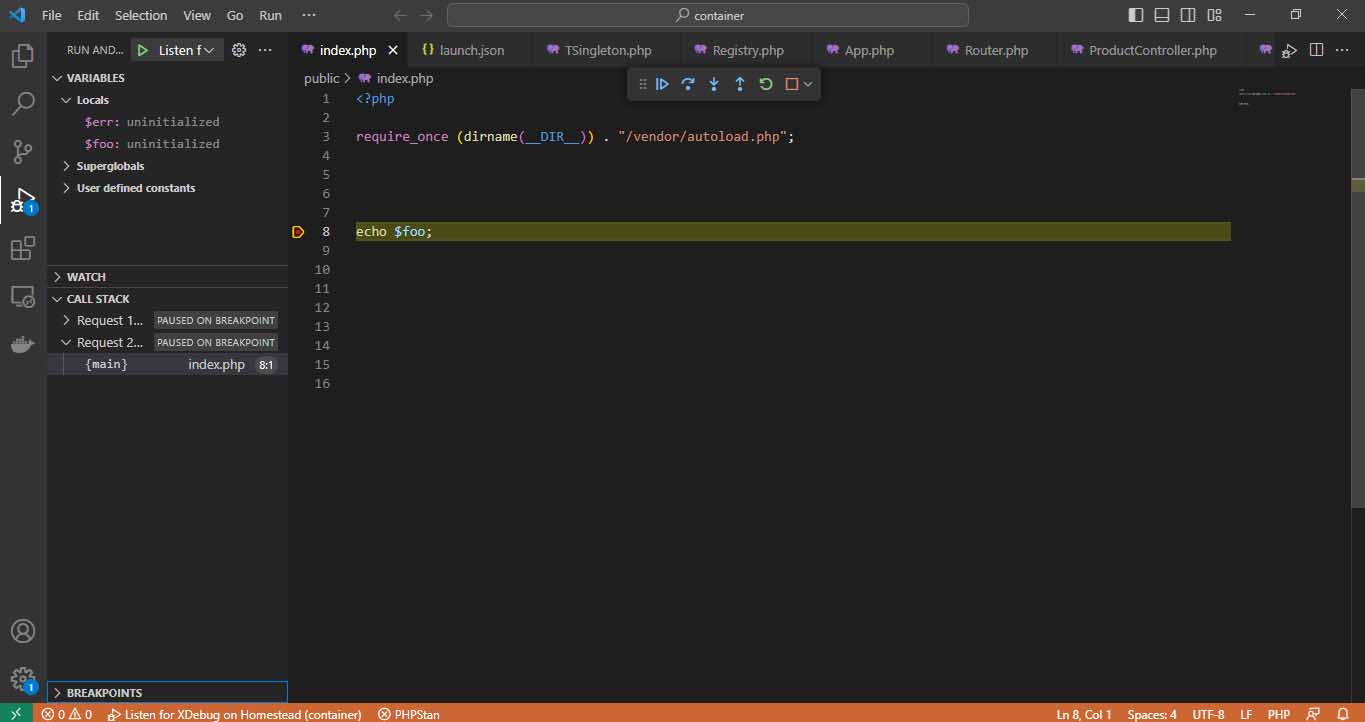 File Edit Selection View Go Run ··· container
RUN AND... Listen f ···
index.php launch.json TSingleton.php Registry.php App.php Router.php ProductController.php ···
VARIABLES
Locals
$err: uninitialized
$foo: uninitialized
Superglobals
User defined constants
WATCH
CALL STACK
Request 1... PAUSED ON BREAKPOINT
Request 2... PAUSED ON BREAKPOINT
{main} index.php 8:1
BREAKPOINTS
public > index.php
1 <?php
2
3 require_once (dirname(__DIR__)) . "/vendor/autoload.php";
4
5
6
7
8 echo $foo;
9
10
11
12
13
14
15
16
1
1
0 0 Listen for XDebug on Homestead (container) PHPStan Ln 8, Col 1 Spaces: 4 UTF-8 LF PHP